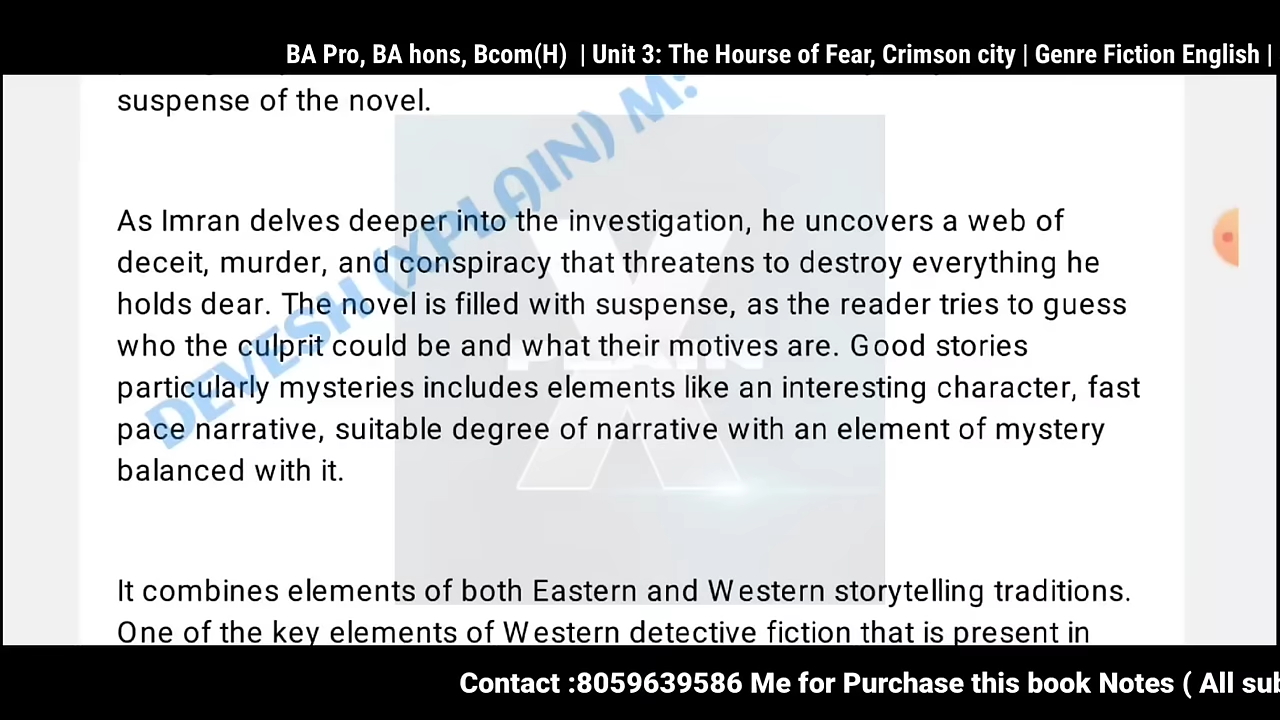 BA Pro, BA hons, Bcom(H) | Unit 3: The Hourse of Fear, Crimson city | Genre Fiction English |
suspense of the novel.
As Imran delves deeper into the investigation, he uncovers a web of
deceit, murder, and conspiracy that threatens to destroy everything he
holds dear. The novel is filled with suspense, as the reader tries to guess
who the culprit could be and what their motives are. Good stories
particularly mysteries includes elements like an interesting character, fast
pace narrative, suitable degree of narrative with an element of mystery
balanced with it.
It combines elements of both Eastern and Western storytelling traditions.
One of the key elements of Western detective fiction that is present in
DEVESH (XPLAIN)
PLAIN
X
Contact :8059639586 Me for Purchase this book Notes ( All